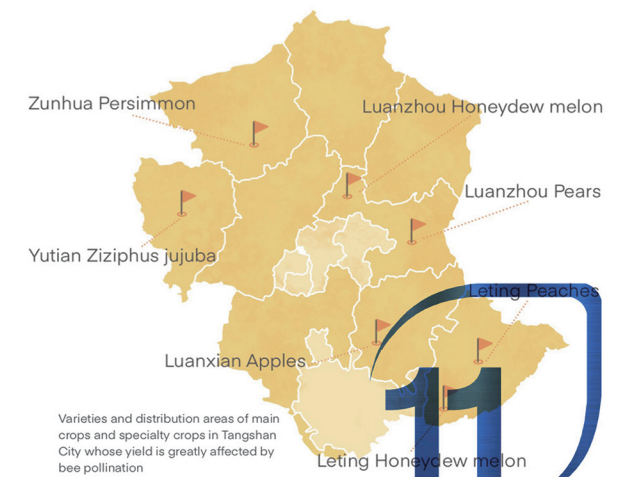 Zunhua Persimmon
Luanzhou Honeydew melon
Luanzhou Pears
Yutian Ziziphus jujuba
Leting Peaches
Luanxian Apples
Varieties and distribution areas of main
crops and specialty crops in Tangshan
City whose yield is greatly affected by
bee pollination
Leting Honeydew melon
11